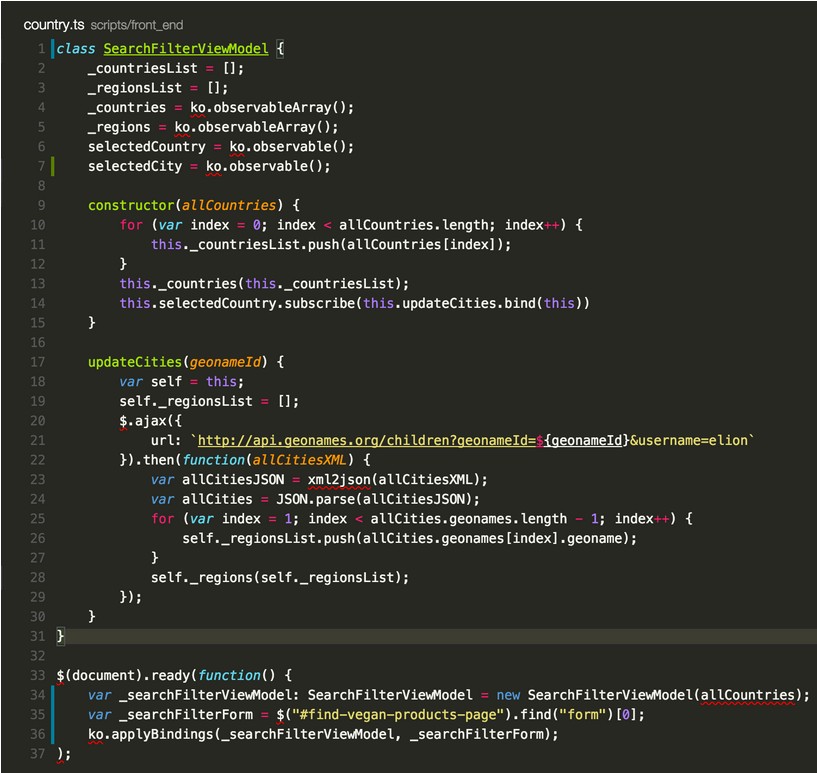 country.ts scripts/front_end
1 class SearchFilterViewModel {
2     _countriesList = [];
3     _regionsList = [];
4     _countries = ko.observableArray();
5     _regions = ko.observableArray();
6     selectedCountry = ko.observable();
7     selectedCity = ko.observable();
8
9     constructor(allCountries) {
10         for (var index = 0; index < allCountries.length; index++) {
11             this._countriesList.push(allCountries[index]);
12         }
13         this._countries(this._countriesList);
14         this.selectedCountry.subscribe(this.updateCities.bind(this))
15     }
16
17     updateCities(geonameId) {
18         var self = this;
19         self._regionsList = [];
20         $.ajax({
21             url: `http://api.geonames.org/children?geonameId=${geonameId}&username=elion`
22         }).then(function(allCitiesXML) {
23             var allCitiesJSON = xml2json(allCitiesXML);
24             var allCities = JSON.parse(allCitiesJSON);
25             for (var index = 1; index < allCities.geonames.length - 1; index++) {
26                 self._regionsList.push(allCities.geonames[index].geoname);
27             }
28             self._regions(self._regionsList);
29         });
30     }
31 }
32
33 $(document).ready(function() {
34     var _searchFilterViewModel: SearchFilterViewModel = new SearchFilterViewModel(allCountries);
35     var _searchFilterForm = $("#find-vegan-products-page").find("form")[0];
36     ko.applyBindings(_searchFilterViewModel, _searchFilterForm);
37 );